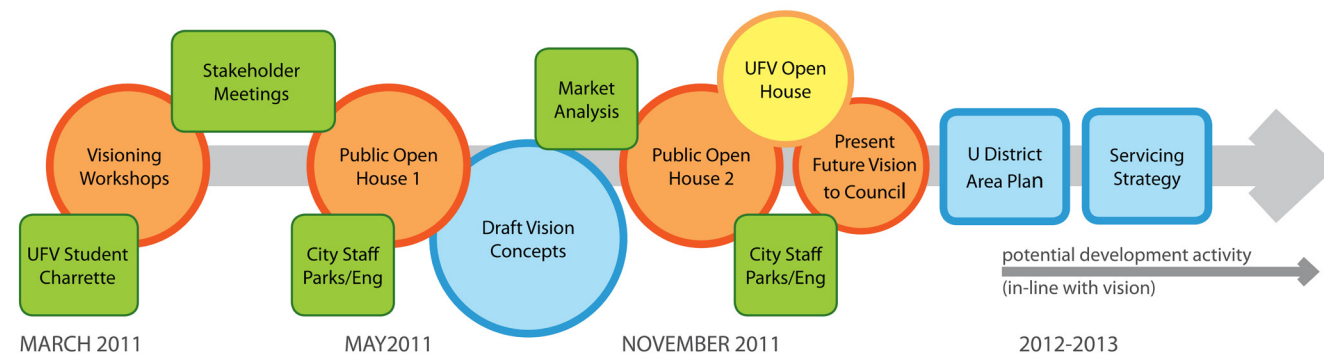 Visioning
Workshops
UFV Student
Charrette
Stakeholder
Meetings
Public Open
House 1
City Staff
Parks/Eng
Draft Vision
Concepts
Market
Analysis
Public Open
House 2
UFV Open
House
City Staff
Parks/Eng
Present
Future Vision
to Council
U District
Area Plan
Servicing
Strategy
potential development activity
(in-line with vision)
MARCH 2011
MAY2011
NOVEMBER 2011
2012-2013